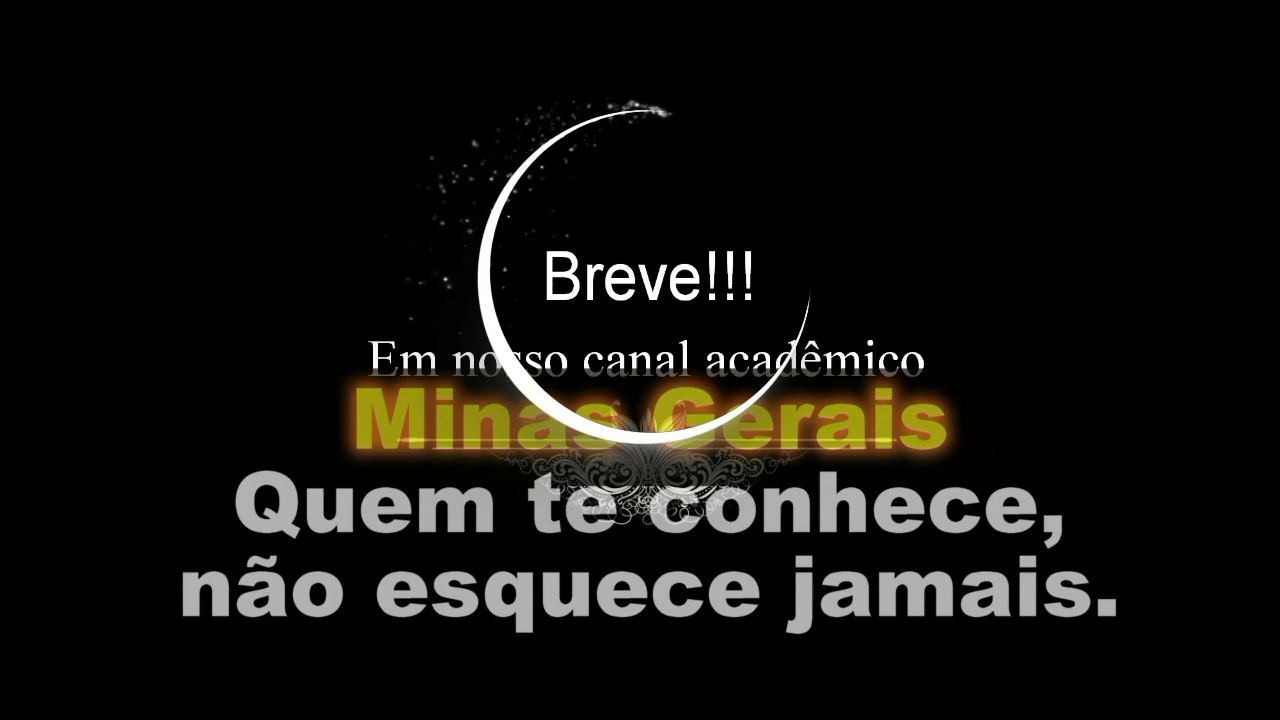 Breve!!!
Em nosso canal acadêmico
Minas Gerais
Quem te conhece,
não esquece jamais.